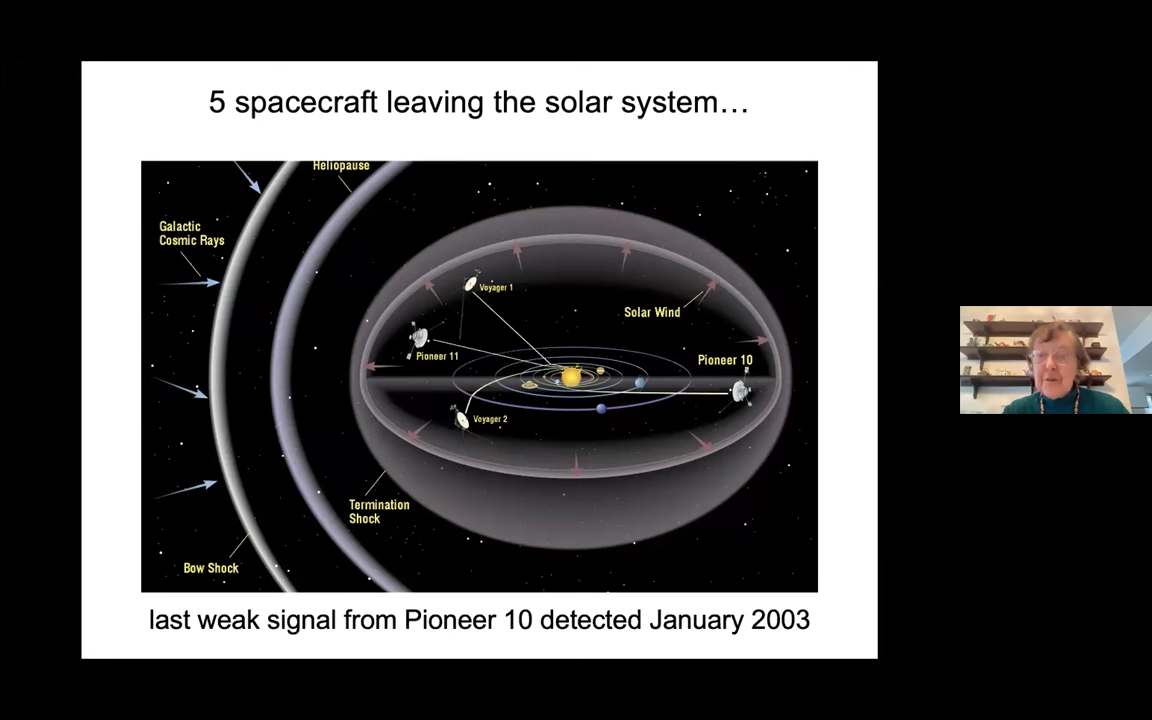 5 spacecraft leaving the solar system…
Heliopause
Galactic
Cosmic Rays
Voyager 1
Solar Wind
Pioneer 11
Pioneer 10
Voyager 2
Termination
Shock
Bow Shock
last weak signal from Pioneer 10 detected January 2003